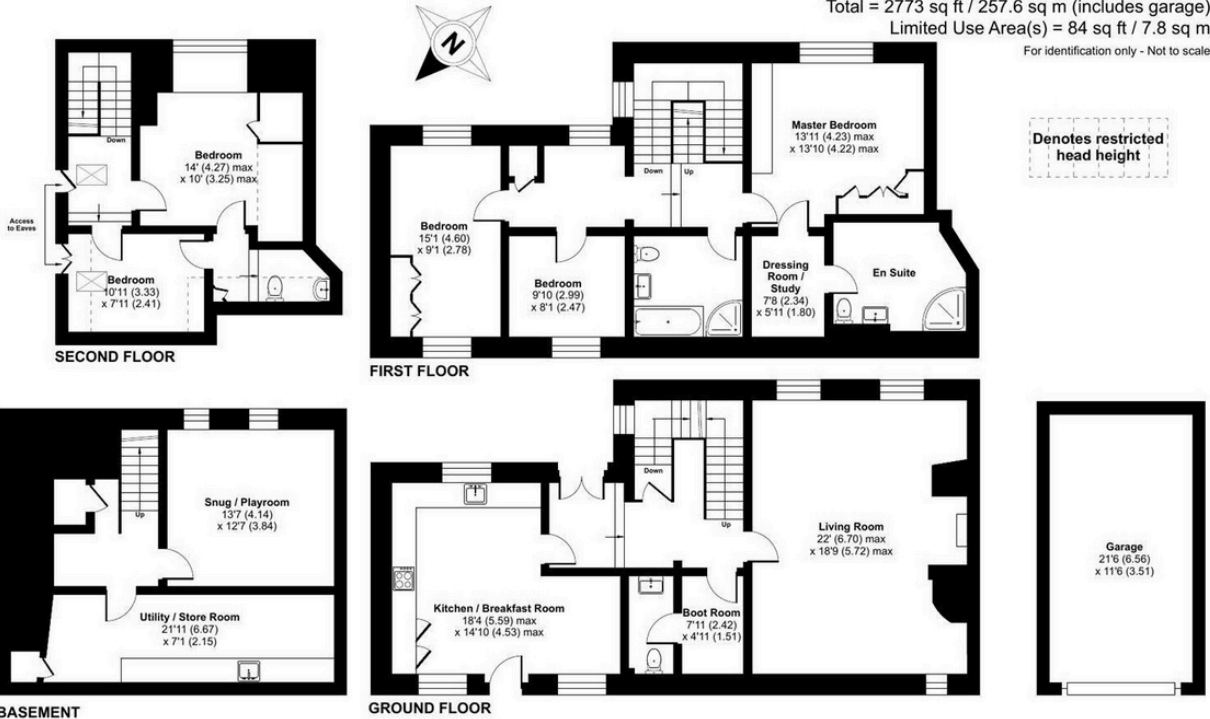 Total = 2773 sq ft / 257.6 sq m (includes garage)
Limited Use Area(s) = 84 sq ft / 7.8 sq m
For identification only - Not to scale
N
Denotes restricted
head height
Down
Bedroom
14' (4.27) max
x 10' (3.25) max
Access
to Eaves
Bedroom
10'11 (3.33)
x 7'11 (2.41)
SECOND FLOOR
Master Bedroom
13'11 (4.23) max
x 13'10 (4.22) max
Down
Up
Bedroom
15'1 (4.60)
x 9'1 (2.78)
Bedroom
9'10 (2.99)
x 8'1 (2.47)
Dressing
Room /
Study
7'8 (2.34)
x 5'11 (1.80)
En Suite
FIRST FLOOR
Up
Snug / Playroom
13'7 (4.14)
x 12'7 (3.84)
Utility / Store Room
21'11 (6.67)
x 7'1 (2.15)
BASEMENT
Down
Up
Living Room
22' (6.70) max
x 18'9 (5.72) max
Kitchen / Breakfast Room
18'4 (5.59) max
x 14'10 (4.53) max
Boot Room
7'11 (2.42)
x 4'11 (1.51)
GROUND FLOOR
Garage
21'6 (6.56)
x 11'6 (3.51)